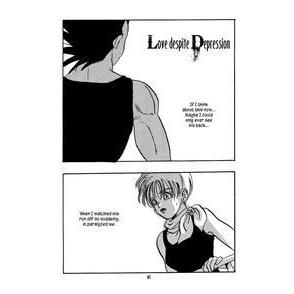 Love despite Depression
If I think
about this now...
Maybe I could
only ever see
his back...
When I watched him
run off so suddenly,
it paralyzed me.